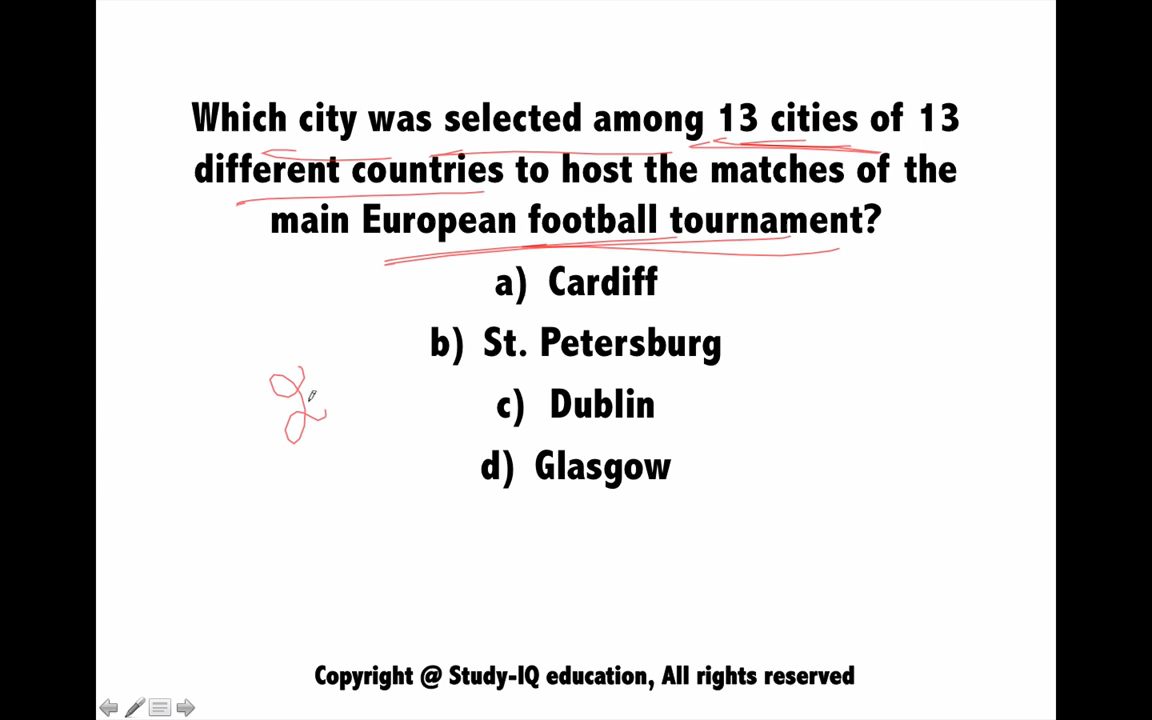 Which city was selected among 13 cities of 13
different countries to host the matches of the
main European football tournament?
a) Cardiff
b) St. Petersburg
c) Dublin
d) Glasgow
Copyright @ Study-IQ education, All rights reserved